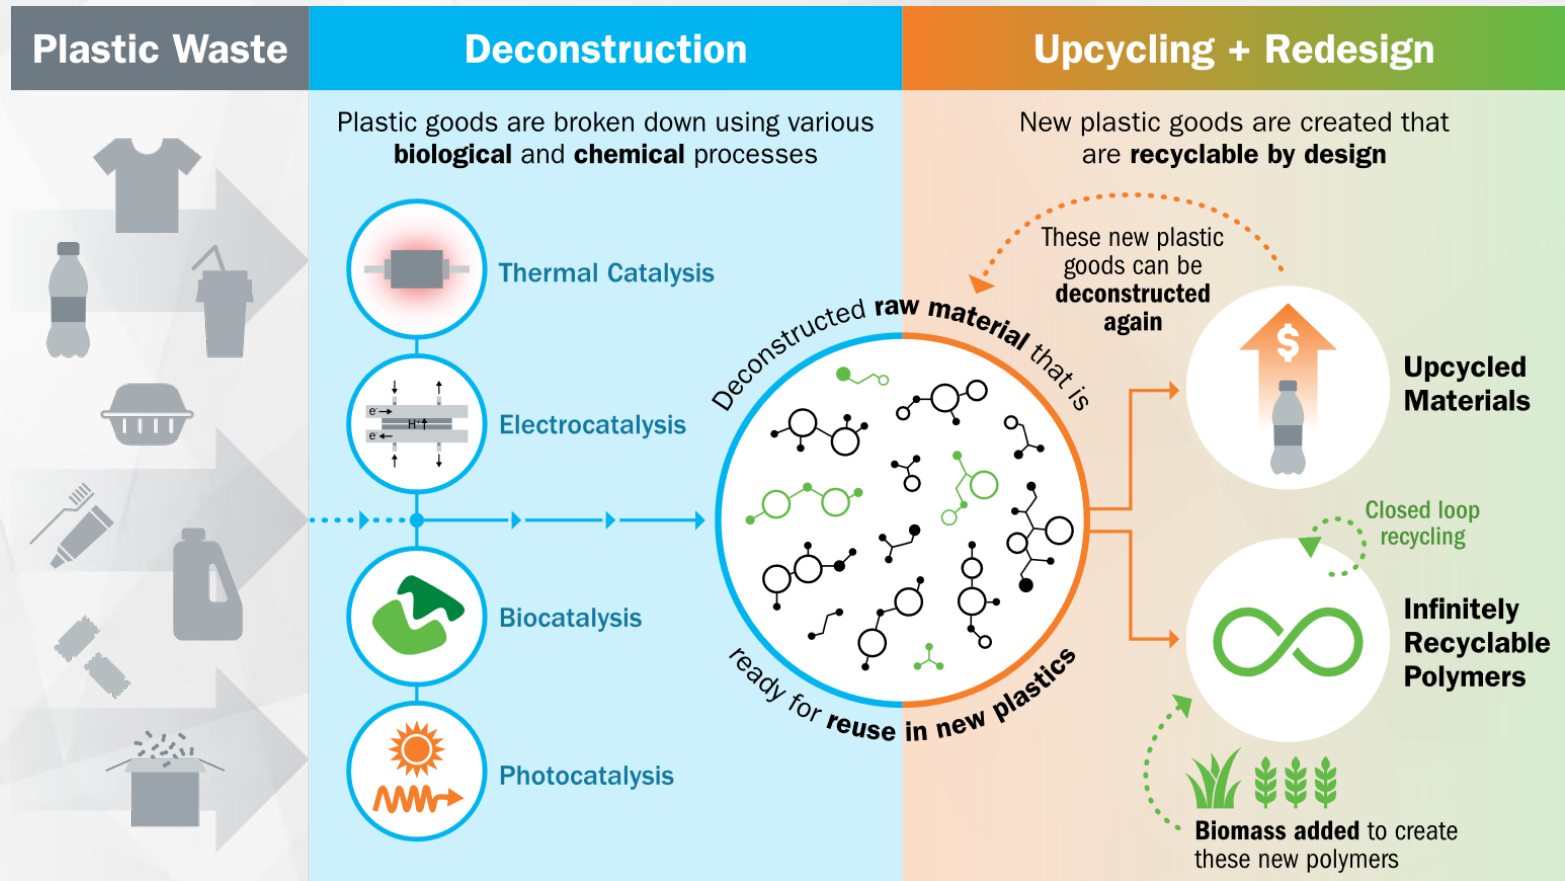 Plastic Waste
Deconstruction
Upcycling + Redesign
Plastic goods are broken down using various
biological and chemical processes
New plastic goods are created that
are recyclable by design
Thermal Catalysis
e-
H+
e-
Electrocatalysis
Biocatalysis
Photocatalysis
Deconstructed raw material that is
ready for reuse in new plastics
These new plastic
goods can be
deconstructed
again
$
Upcycled
Materials
Closed loop
recycling
Infinitely
Recyclable
Polymers
Biomass added to create
these new polymers